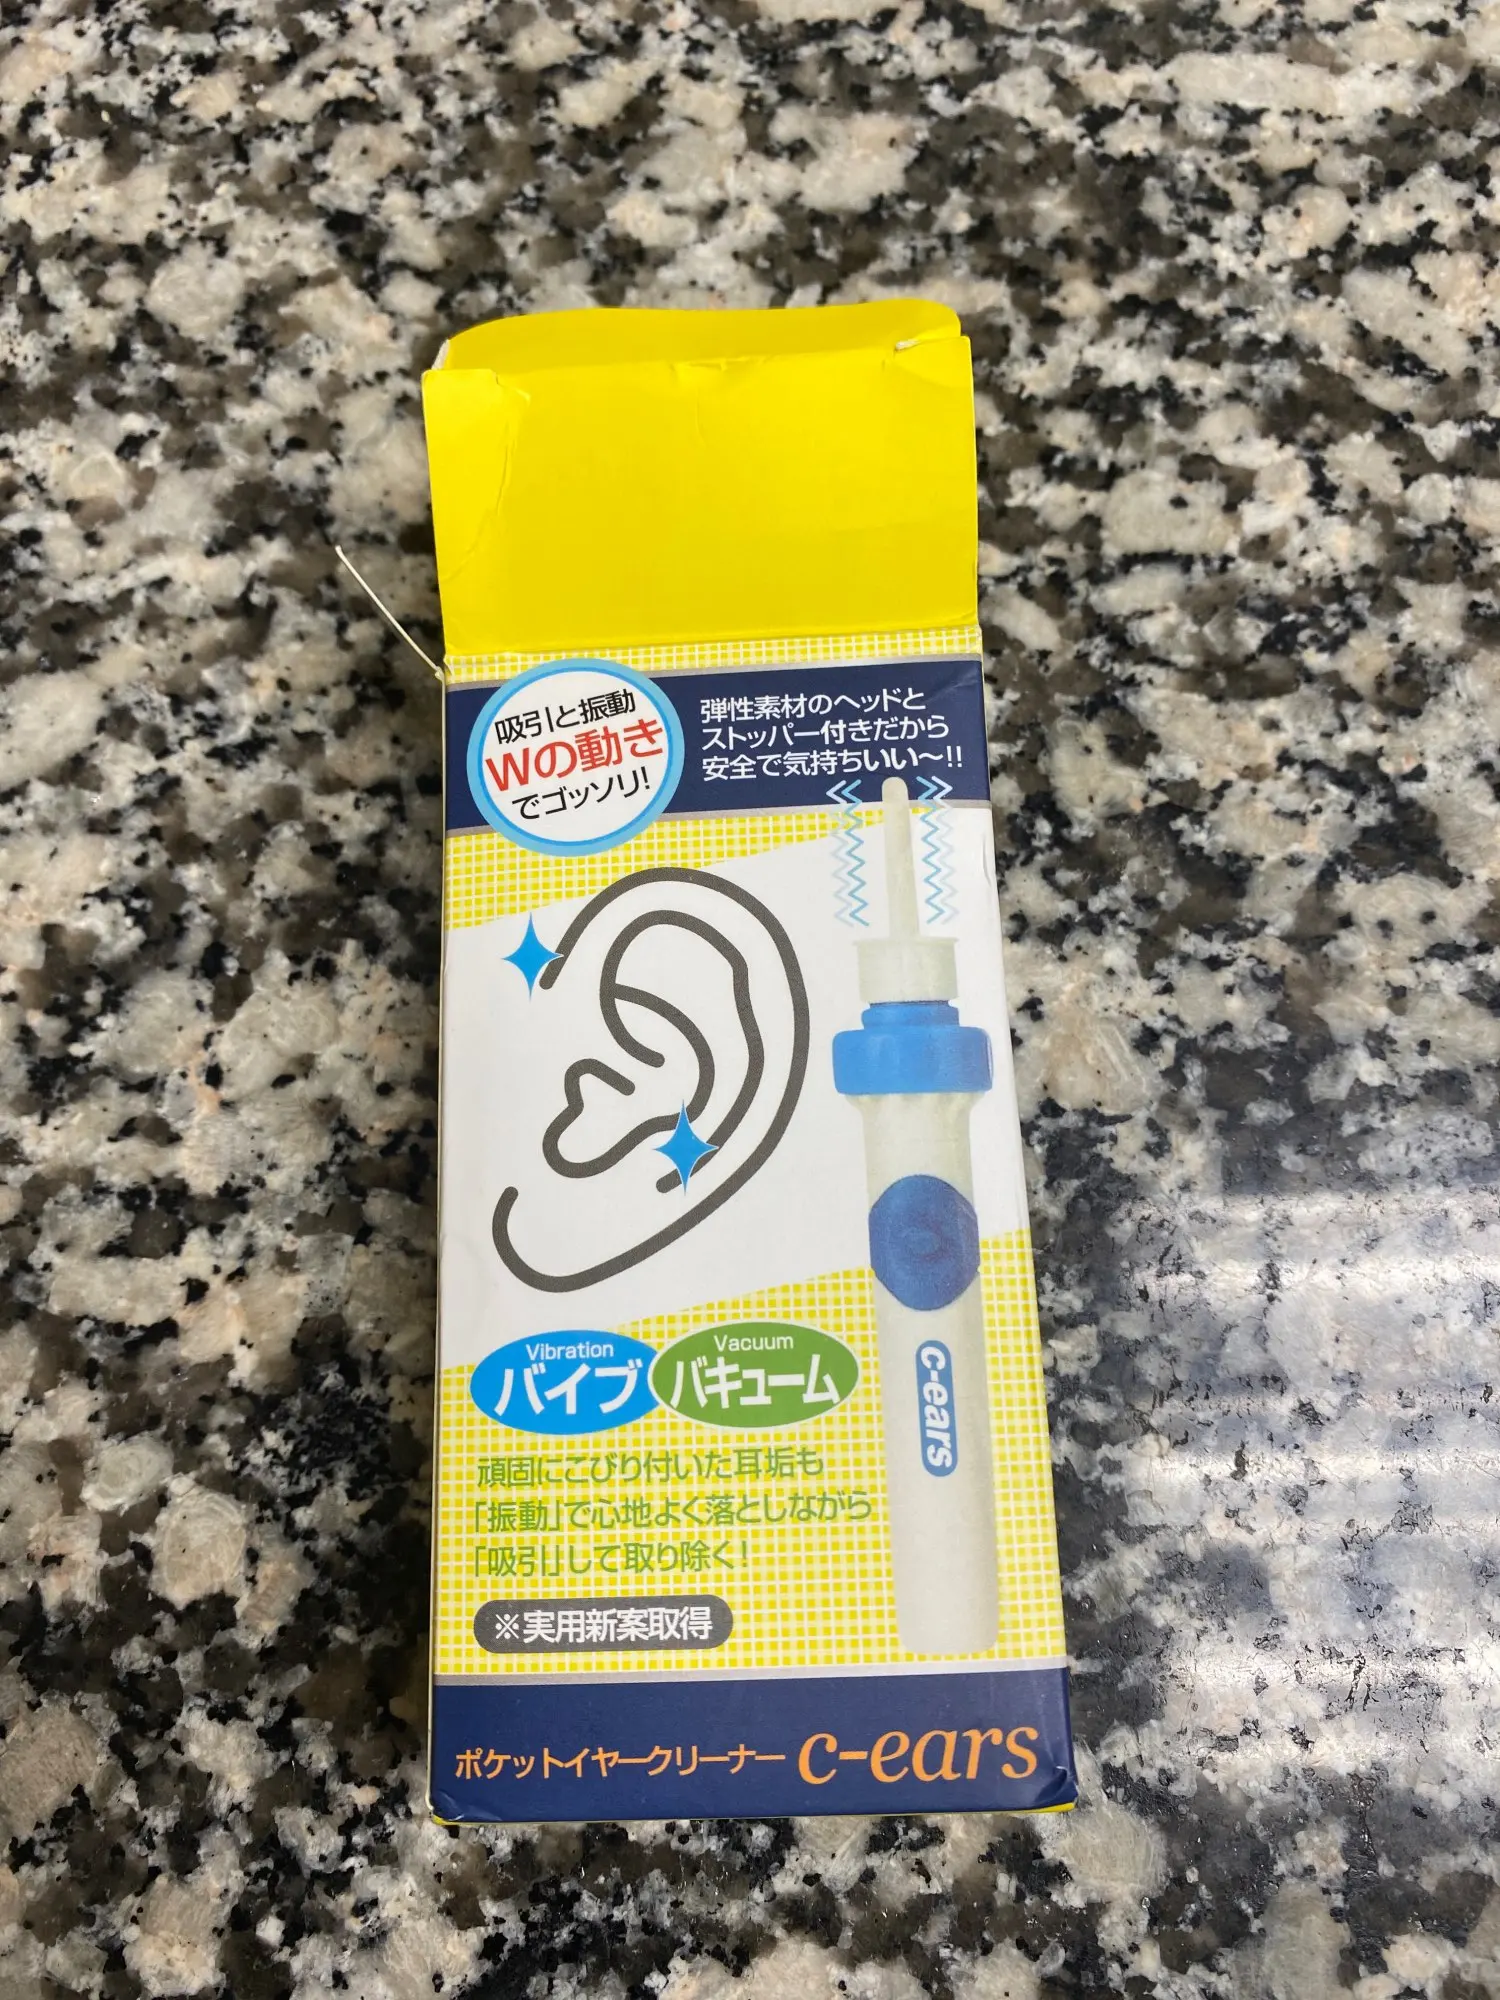 吸引と振動
Wの動き
でゴッソリ!
弾性素材のヘッドと
ストッパー付きだから
安全で気持ちいい〜!!
c-ears
Vibration
バイブ
Vacuum
バキューム
頑固にこびり付いた耳垢も
「振動」で心地よく落としながら
「吸引」して取り除く!
※実用新案取得
ポケットイヤークリーナー c-ears